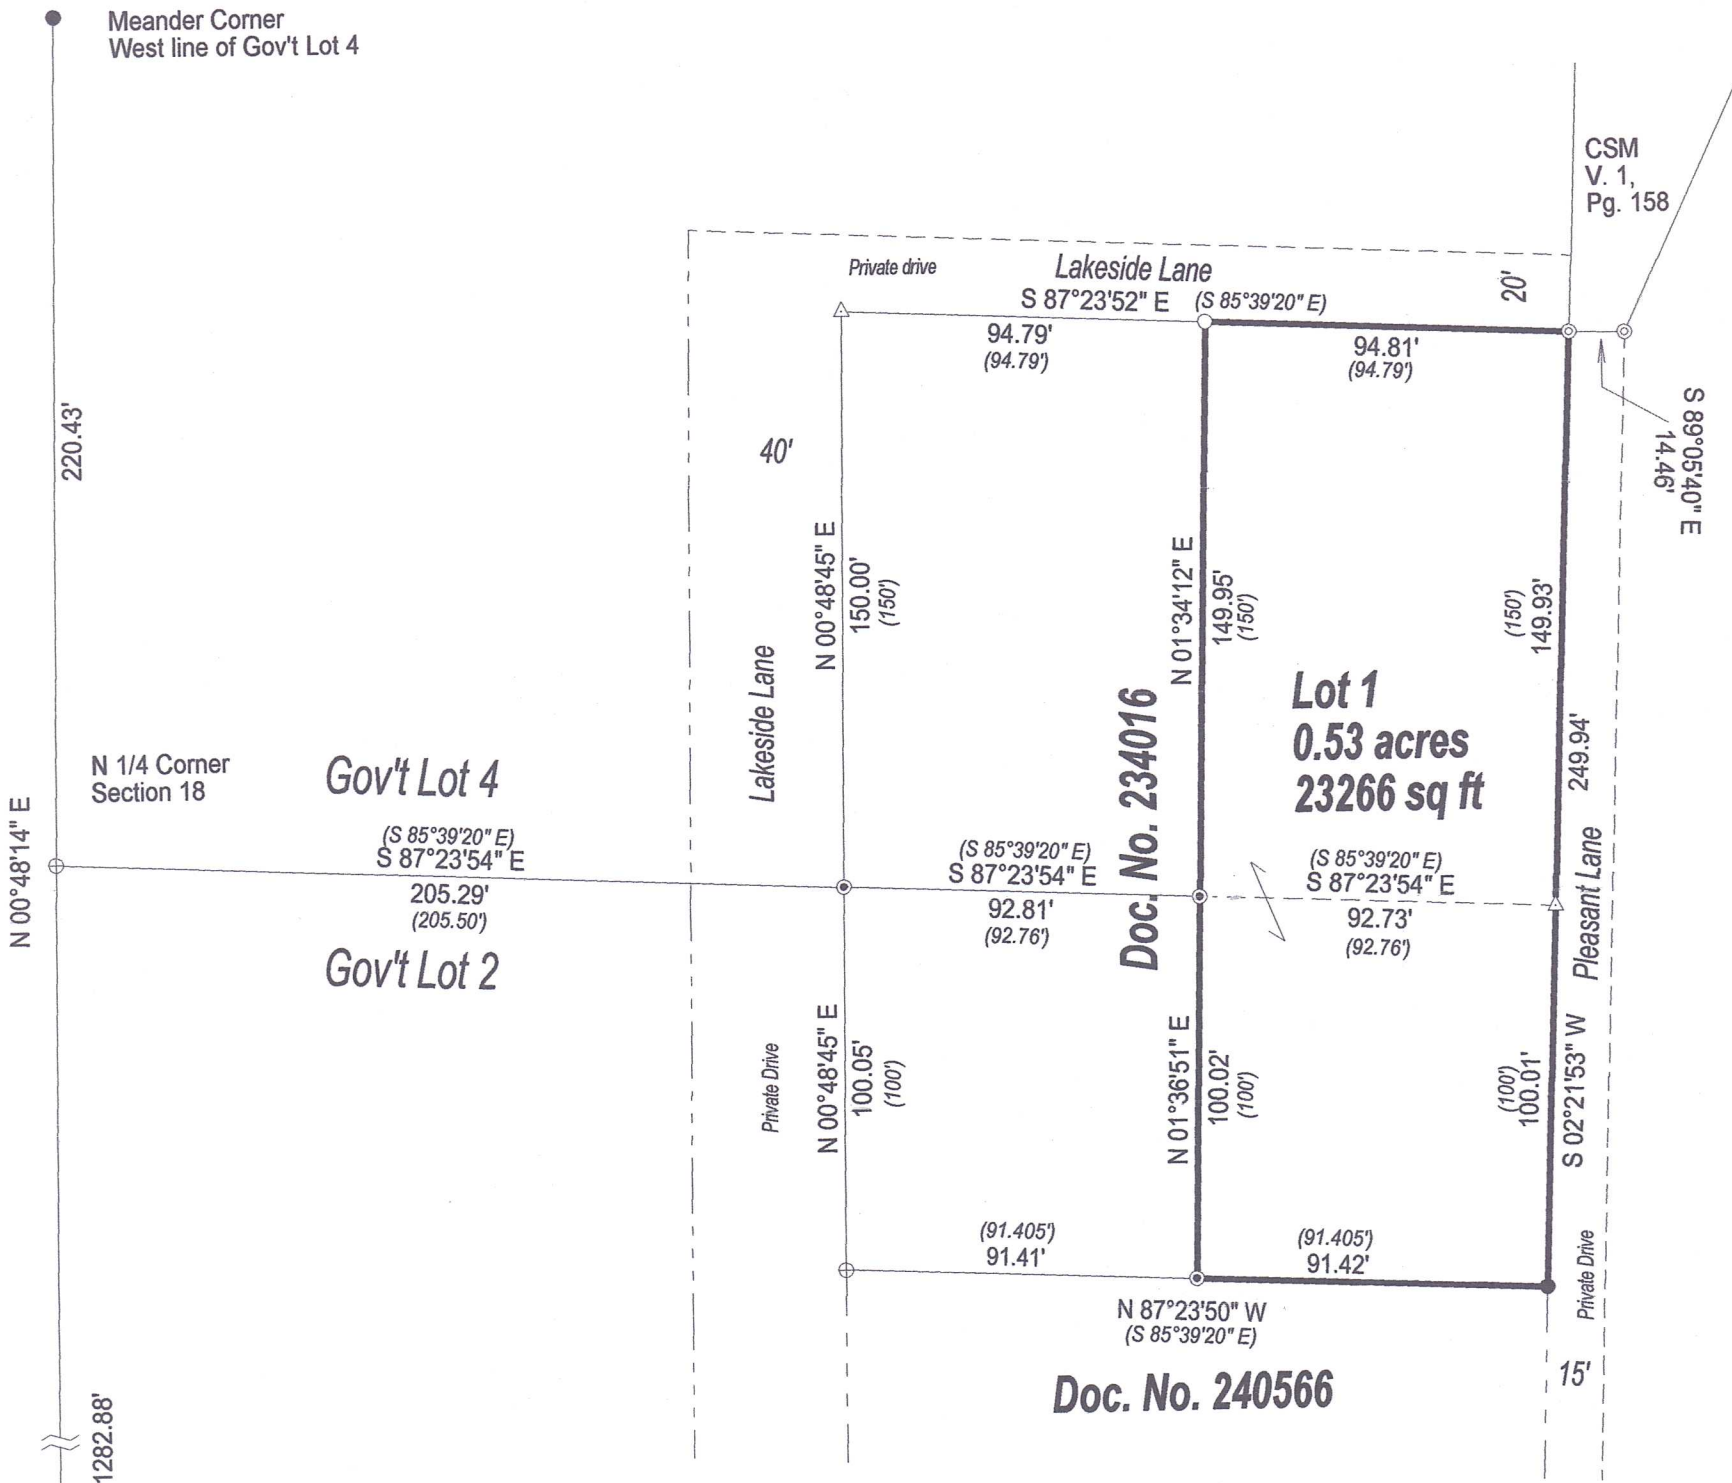 Meander Corner
West line of Gov't Lot 4
CSM
V. 1,
Pg. 158
Private drive
Lakeside Lane
20'
S 87°23'52" E (S 85°39'20" E)
94.79'
(94.79')
94.81'
(94.79')
S 89°05'40" E
14.46'
220.43'
40'
N 00°48'45" E
150.00'
(150')
N 01°34'12" E
149.95'
(150')
(150')
149.93'
Lakeside Lane
Doc. No. 234016
Lot 1
0.53 acres
23266 sq ft
249.94'
N 1/4 Corner
Section 18
Gov't Lot 4
N 00°48'14" E
(S 85°39'20" E)
S 87°23'54" E
205.29'
(205.50')
(S 85°39'20" E)
S 87°23'54" E
92.81'
(92.76')
(S 85°39'20" E)
S 87°23'54" E
92.73'
(92.76')
Pleasant Lane
Gov't Lot 2
Private Drive
N 00°48'45" E
100.05'
(100')
N 01°36'51" E
100.02'
(100')
(100')
100.01'
S 02°21'53" W
(91.405')
91.41'
(91.405')
91.42'
Private Drive
N 87°23'50" W
(S 85°39'20" E)
15'
Doc. No. 240566
1282.88'